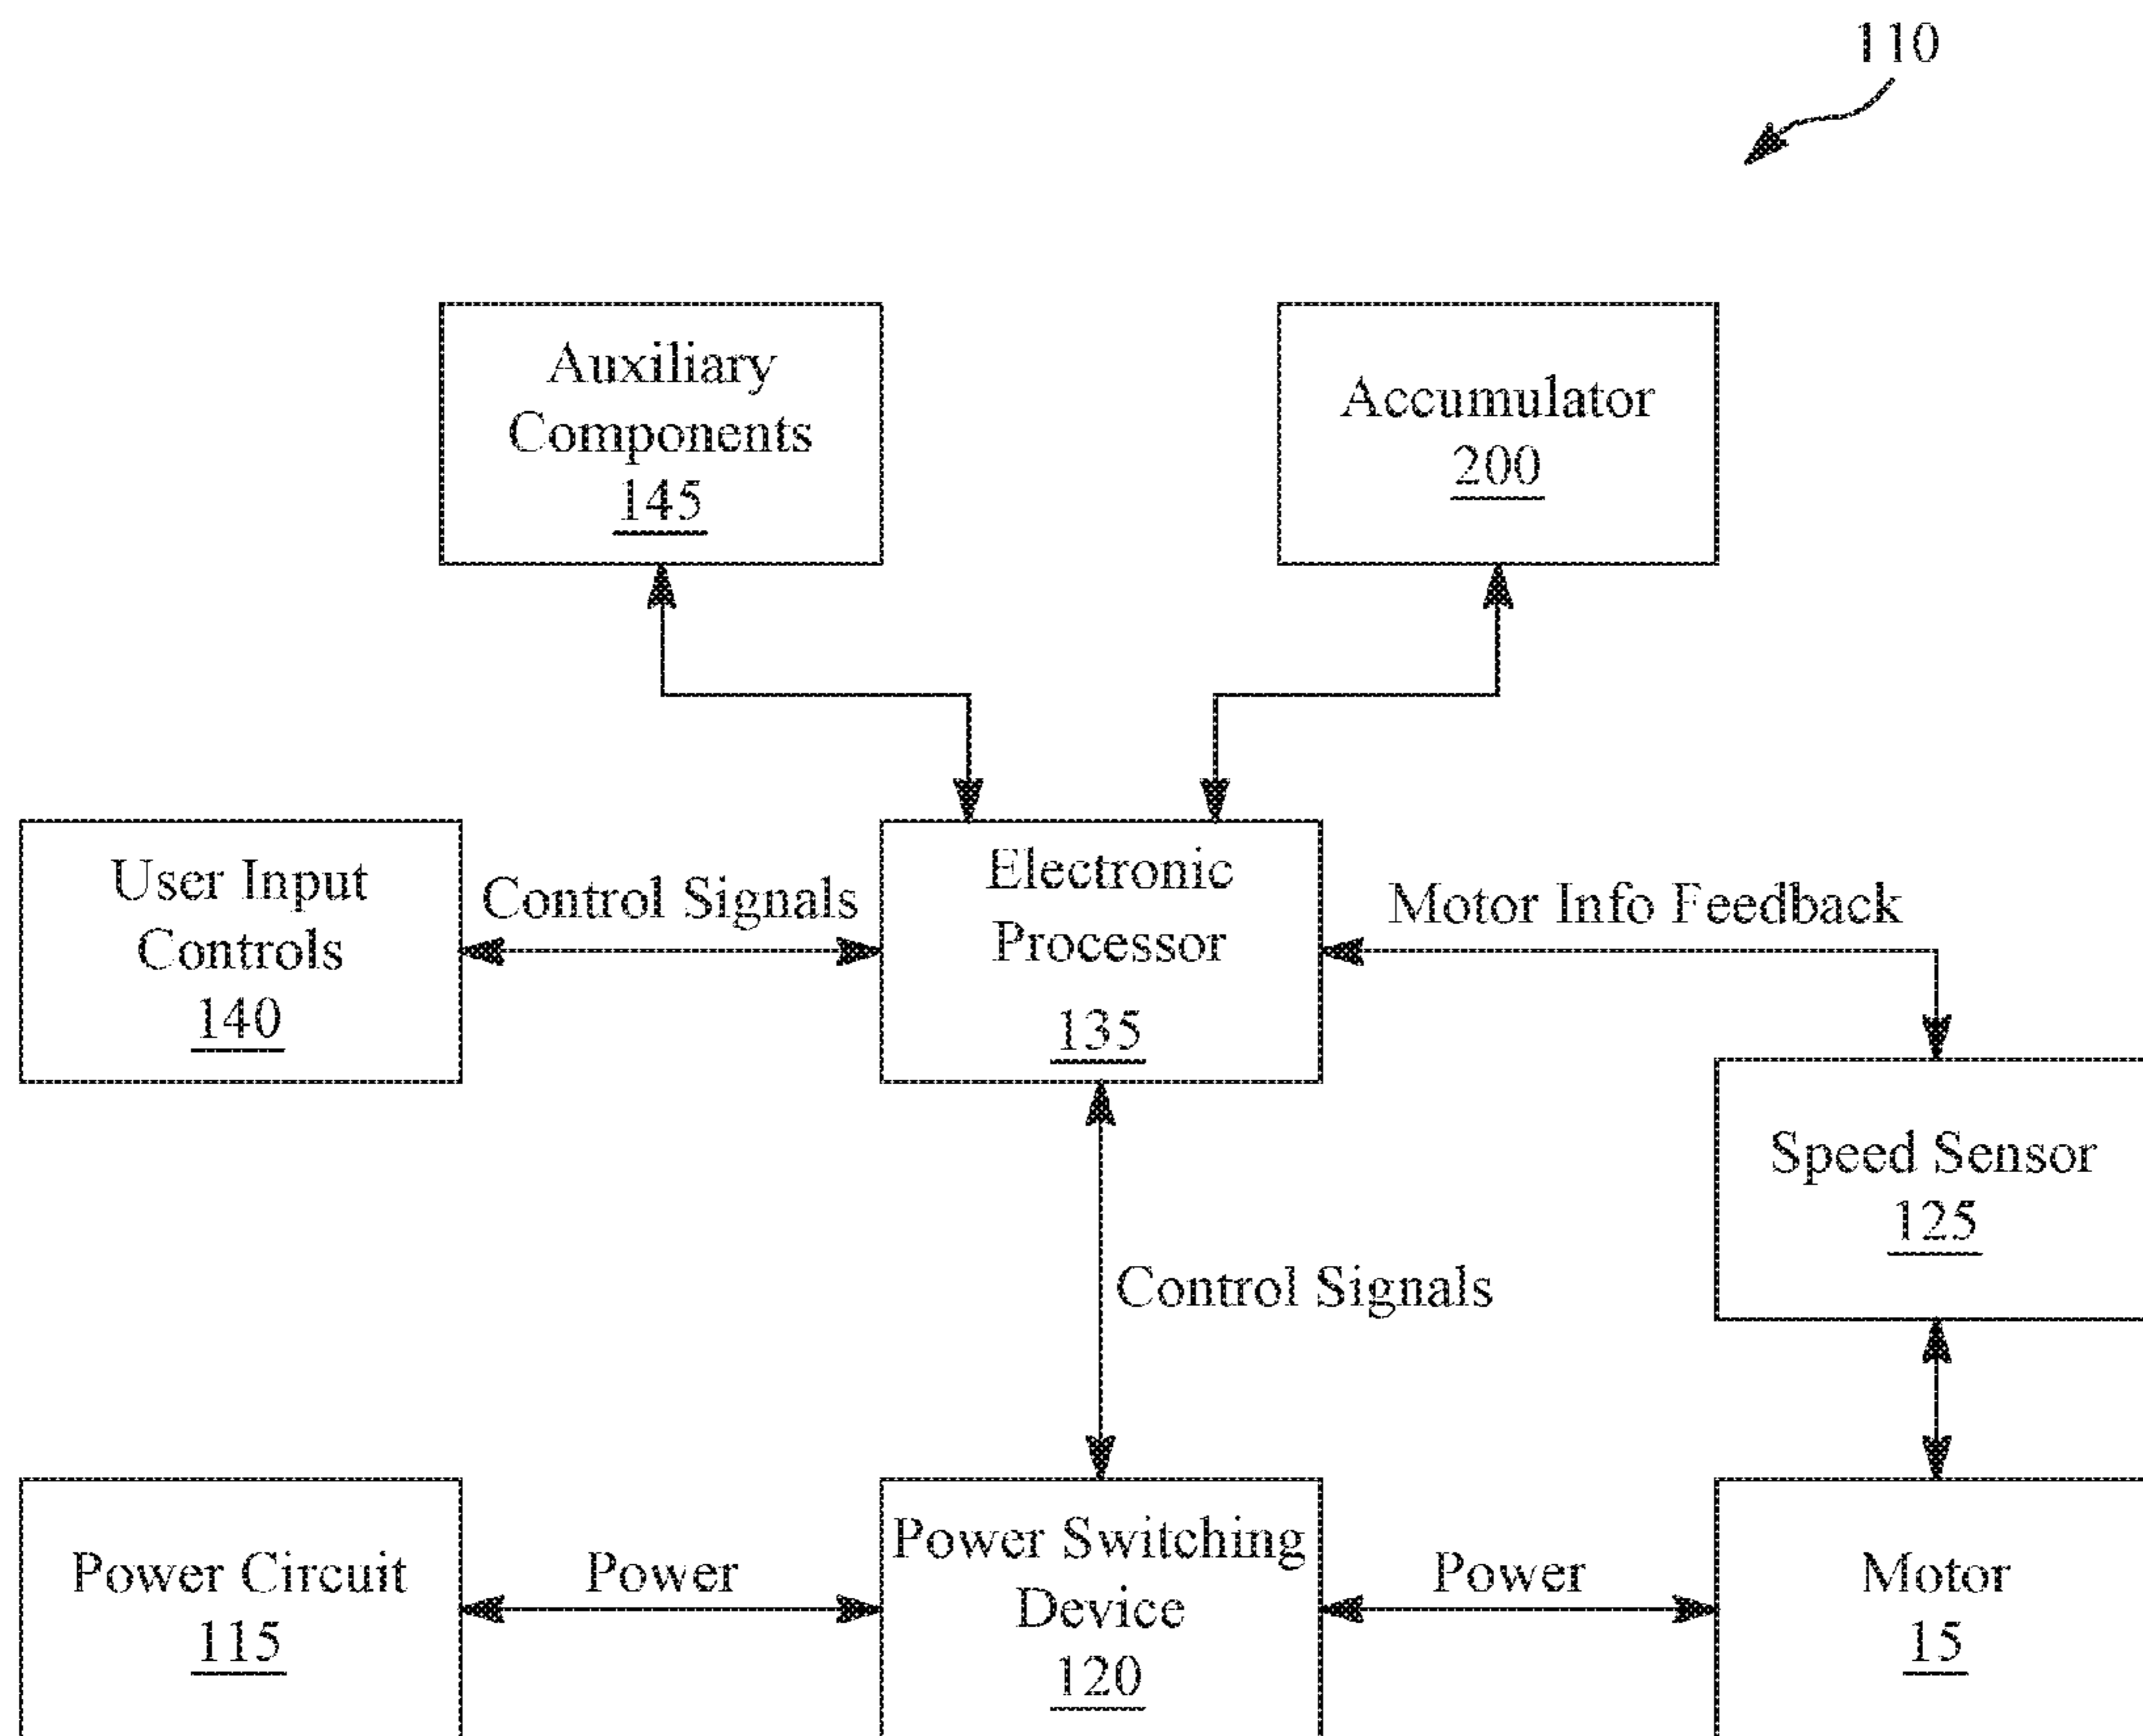 110
Auxiliary
Components
145
Accumulator
200
User Input
Controls
140
Control Signals
Electronic
Processor
135
Motor Info Feedback
Speed Sensor
125
Control Signals
Power Circuit
115
Power
Power Switching
Device
120
Power
Motor
15